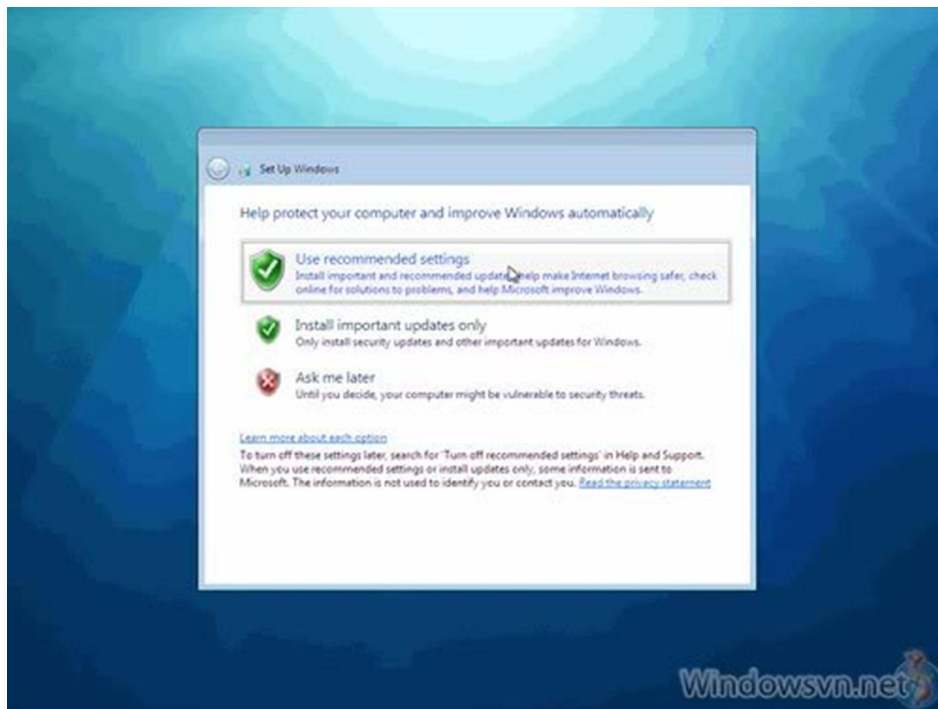 Set Up Windows
Help protect your computer and improve Windows automatically
Use recommended settings
Install important and recommended update help make Internet browsing safer, check
online for solutions to problems, and help Microsoft improve Windows.
Install important updates only
Only install security updates and other important updates for Windows.
Ask me later
Until you decide, your computer might be vulnerable to security threats.
Learn more about each option
To turn off these settings later, search for 'Turn off recommended settings' in Help and Support.
When you use recommended settings or install updates only, some information is sent to
Microsoft. The information is not used to identify you or contact you. Read the privacy statement
Windowsvn.net